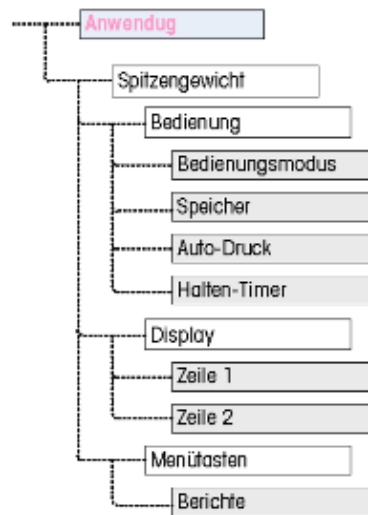 Anwendug
Spitzengewicht
Bedienung
Bedienungsmodus
Speicher
Auto-Druck
Halten-Timer
Display
Zeile 1
Zeile 2
Menütasten
Berichte